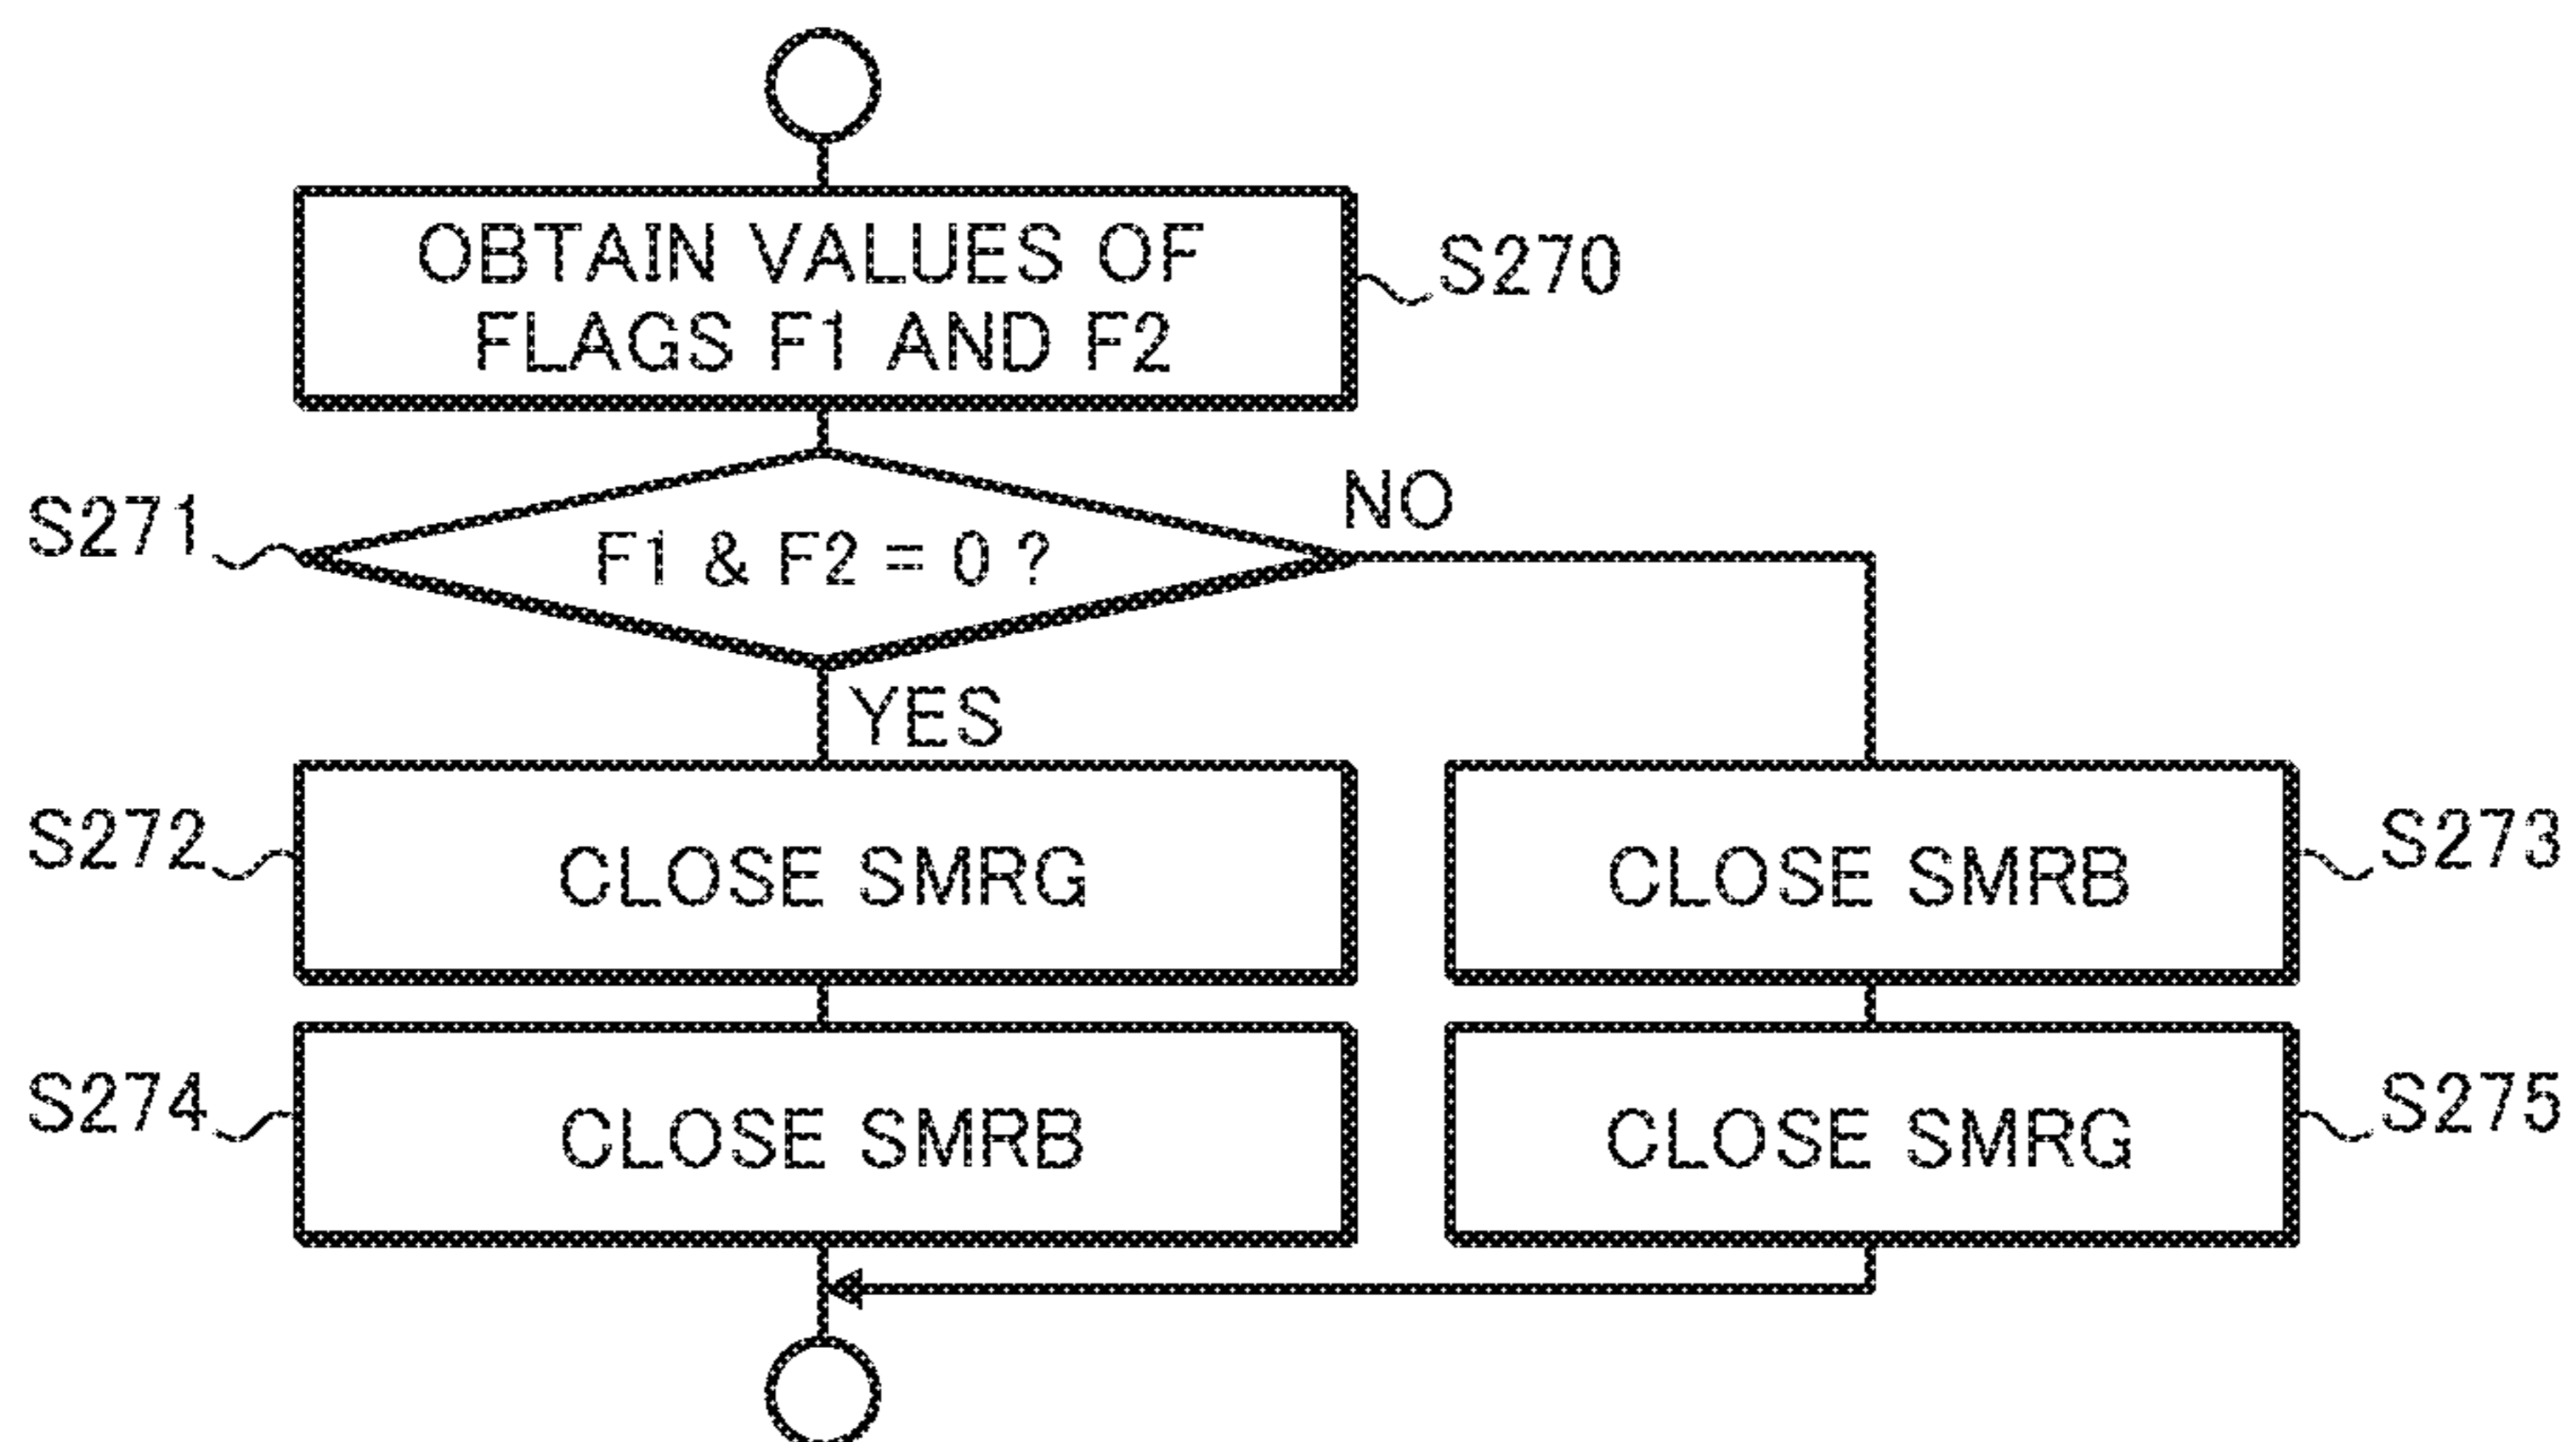 OBTAIN VALUES OF
FLAGS F1 AND F2
S270
S271
F1 & F2 = 0 ?
NO
YES
S272
CLOSE SMRG
CLOSE SMRB
S273
S274
CLOSE SMRB
CLOSE SMRG
S275